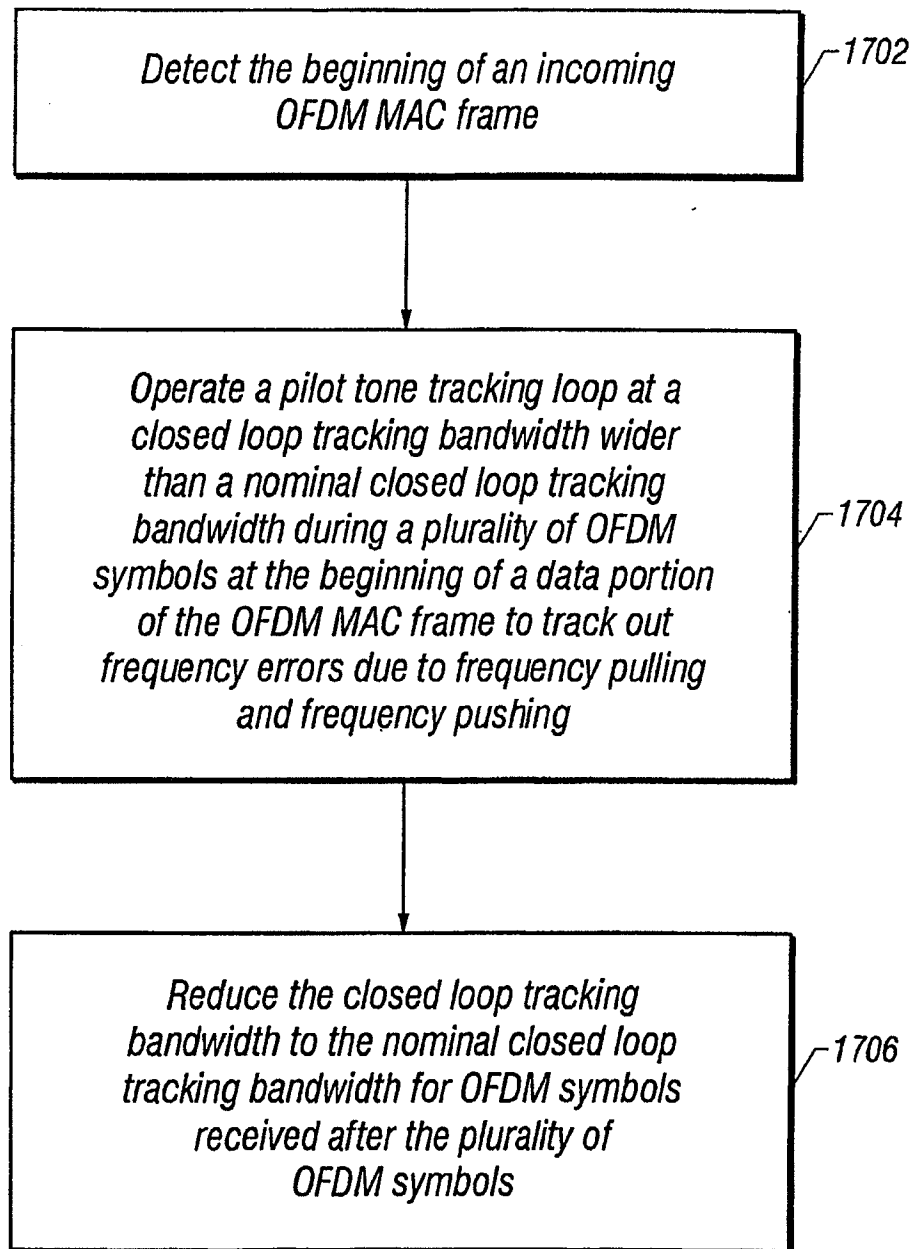 Detect the beginning of an incoming
OFDM MAC frame
1702
Operate a pilot tone tracking loop at a
closed loop tracking bandwidth wider
than a nominal closed loop tracking
bandwidth during a plurality of OFDM
symbols at the beginning of a data portion
of the OFDM MAC frame to track out
frequency errors due to frequency pulling
and frequency pushing
1704
Reduce the closed loop tracking
bandwidth to the nominal closed loop
tracking bandwidth for OFDM symbols
received after the plurality of
OFDM symbols
1706